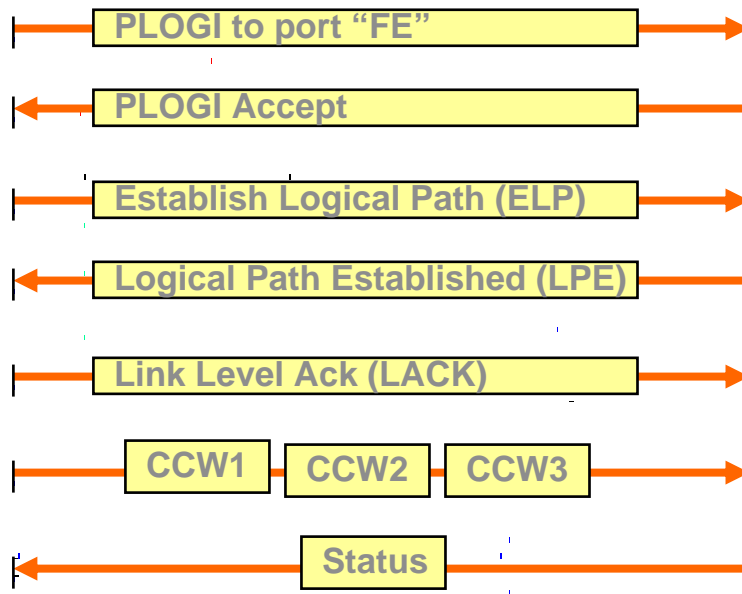 PLOGI to port “FE”
PLOGI Accept
Establish Logical Path (ELP)
Logical Path Established (LPE)
Link Level Ack (LACK)
CCW1 CCW2 CCW3
Status